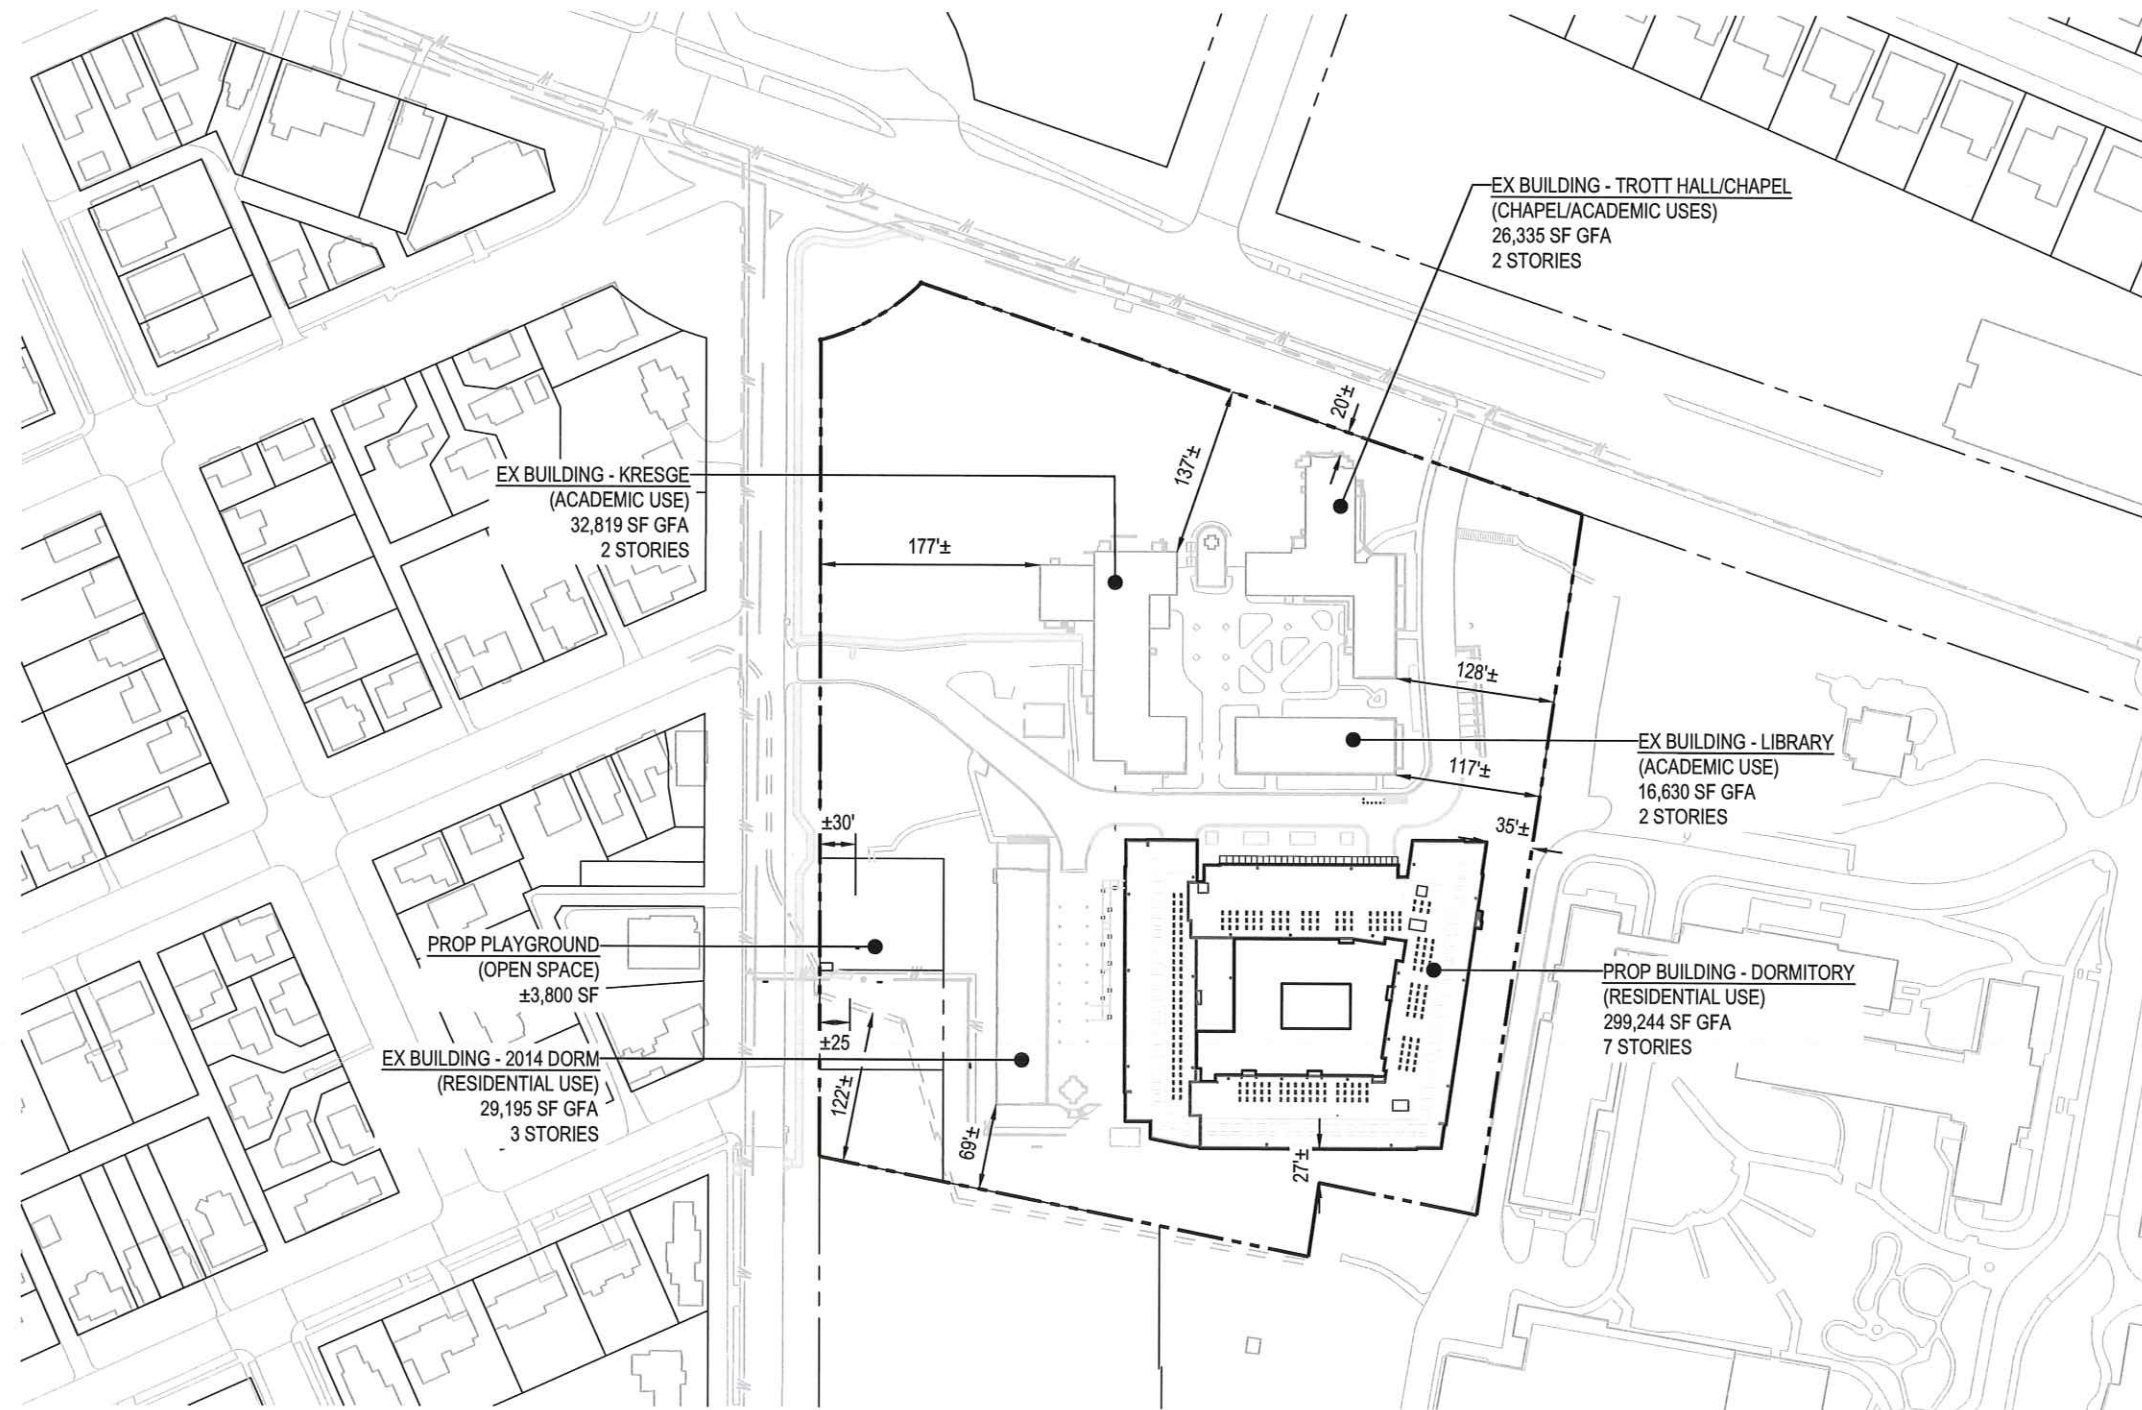 EX BUILDING - TROTT HALL/CHAPEL
(CHAPEL/ACADEMIC USES)
26,335 SF GFA
2 STORIES
20'±
137'±
EX BUILDING - KRESGE
(ACADEMIC USE)
32,819 SF GFA
2 STORIES
177'±
128'±
EX BUILDING - LIBRARY
(ACADEMIC USE)
16,630 SF GFA
2 STORIES
117'±
35'±
±30'
PROP PLAYGROUND
(OPEN SPACE)
±3,800 SF
PROP BUILDING - DORMITORY
(RESIDENTIAL USE)
299,244 SF GFA
7 STORIES
±25
EX BUILDING - 2014 DORM
(RESIDENTIAL USE)
29,195 SF GFA
3 STORIES
122'±
69'±
27'±